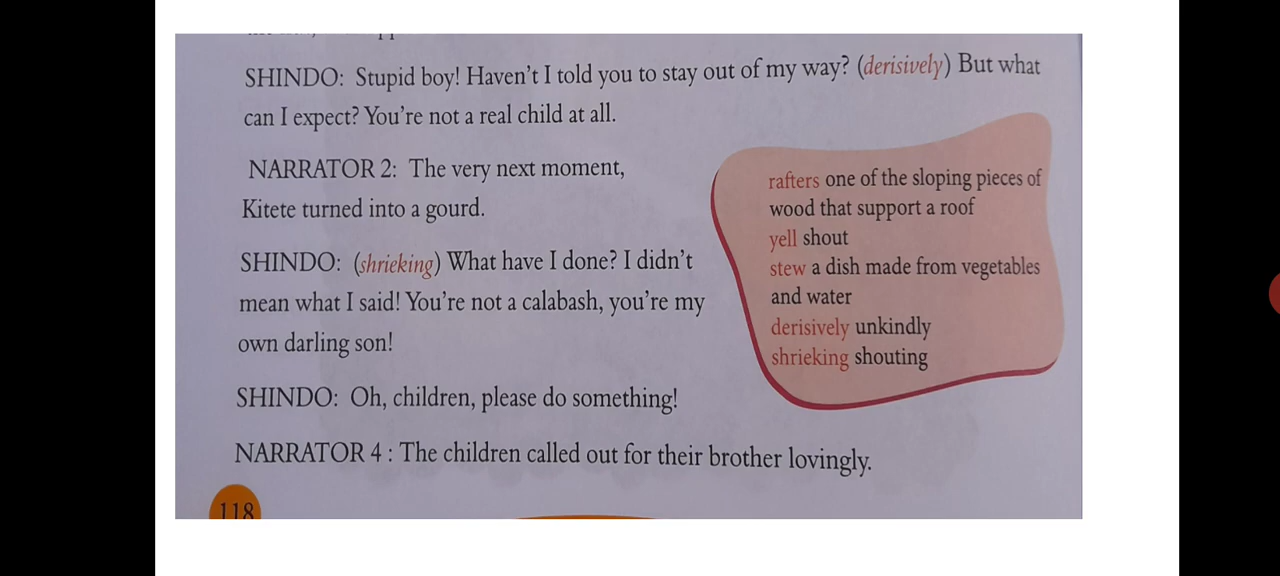 SHINDO: Stupid boy! Haven't I told you to stay out of my way? (derisively) But what
can I expect? You're not a real child at all.
NARRATOR 2: The very next moment,
Kitete turned into a gourd.
SHINDO: (shrieking) What have I done? I didn't
mean what I said! You're not a calabash, you're my
own darling son!
SHINDO: Oh, children, please do something!
NARRATOR 4 : The children called out for their brother lovingly.
rafters one of the sloping pieces of
wood that support a roof
yell shout
stew a dish made from vegetables
and water
derisively unkindly
shrieking shouting
118